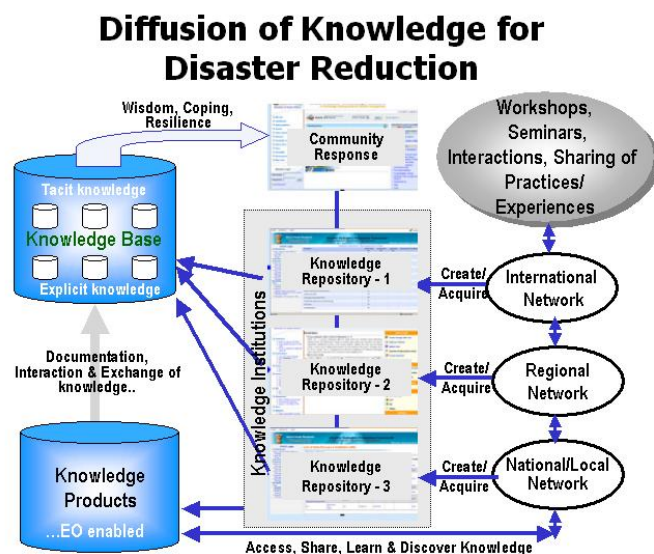 Diffusion of Knowledge for
Disaster Reduction
Wisdom, Coping,
Resilience
Community
Response
Workshops,
Seminars,
Interactions, Sharing of
Practices/
Experiences
Tacit knowledge
Knowledge Base
Explicit knowledge
Knowledge Institutions
Knowledge
Repository - 1
Create/
Acquire
International
Network
Documentation,
Interaction & Exchange of
knowledge..
Knowledge
Repository - 2
Create/
Acquire
Regional
Network
Knowledge
Products
...EO enabled
Knowledge
Repository - 3
Create/
Acquire
National/Local
Network
Access, Share, Learn & Discover Knowledge